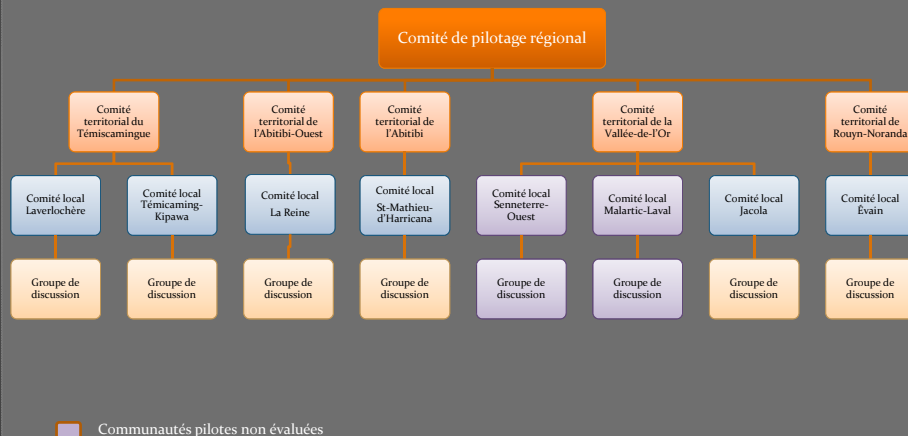 Comité de pilotage régional
Comité
territorial du
Témiscamingue
Comité
territorial de
l'Abitibi-Ouest
Comité
territorial de
l'Abitibi
Comité
territorial de la
Vallée-de-l'Or
Comité
territorial de
Rouyn-Noranda
Comité local
Laverlochère
Comité local
Témicaming-
Kipawa
Comité local
La Reine
Comité local
St-Mathieu-
d'Harricana
Comité local
Senneterre-
Ouest
Comité local
Malartic-Laval
Comité local
Jacola
Comité local
Évain
Groupe de
discussion
Groupe de
discussion
Groupe de
discussion
Groupe de
discussion
Groupe de
discussion
Groupe de
discussion
Groupe de
discussion
Groupe de
discussion
Communautés pilotes non évaluées